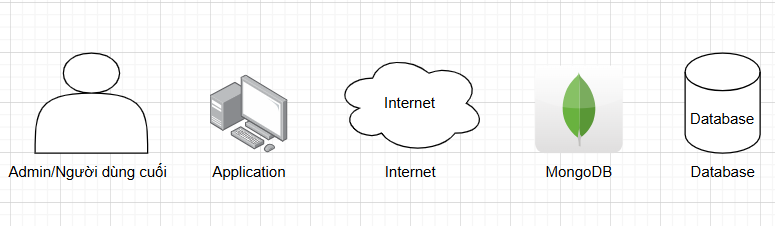 Internet
Database
Admin/Người dùng cuối
Application
Internet
MongoDB
Database